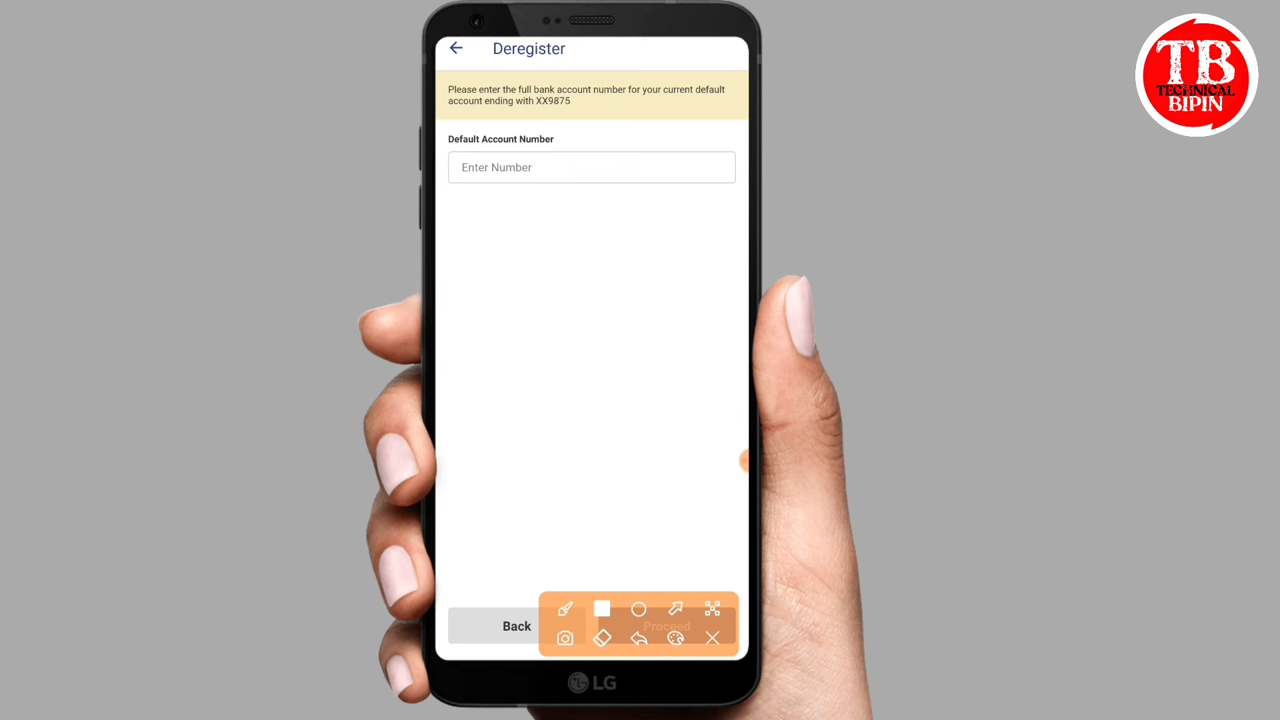 Deregister
Please enter the full bank account number for your current default
account ending with XX9875
Default Account Number
Enter Number
Back
Proceed
LG
TB
TECHNICAL
BIPIN